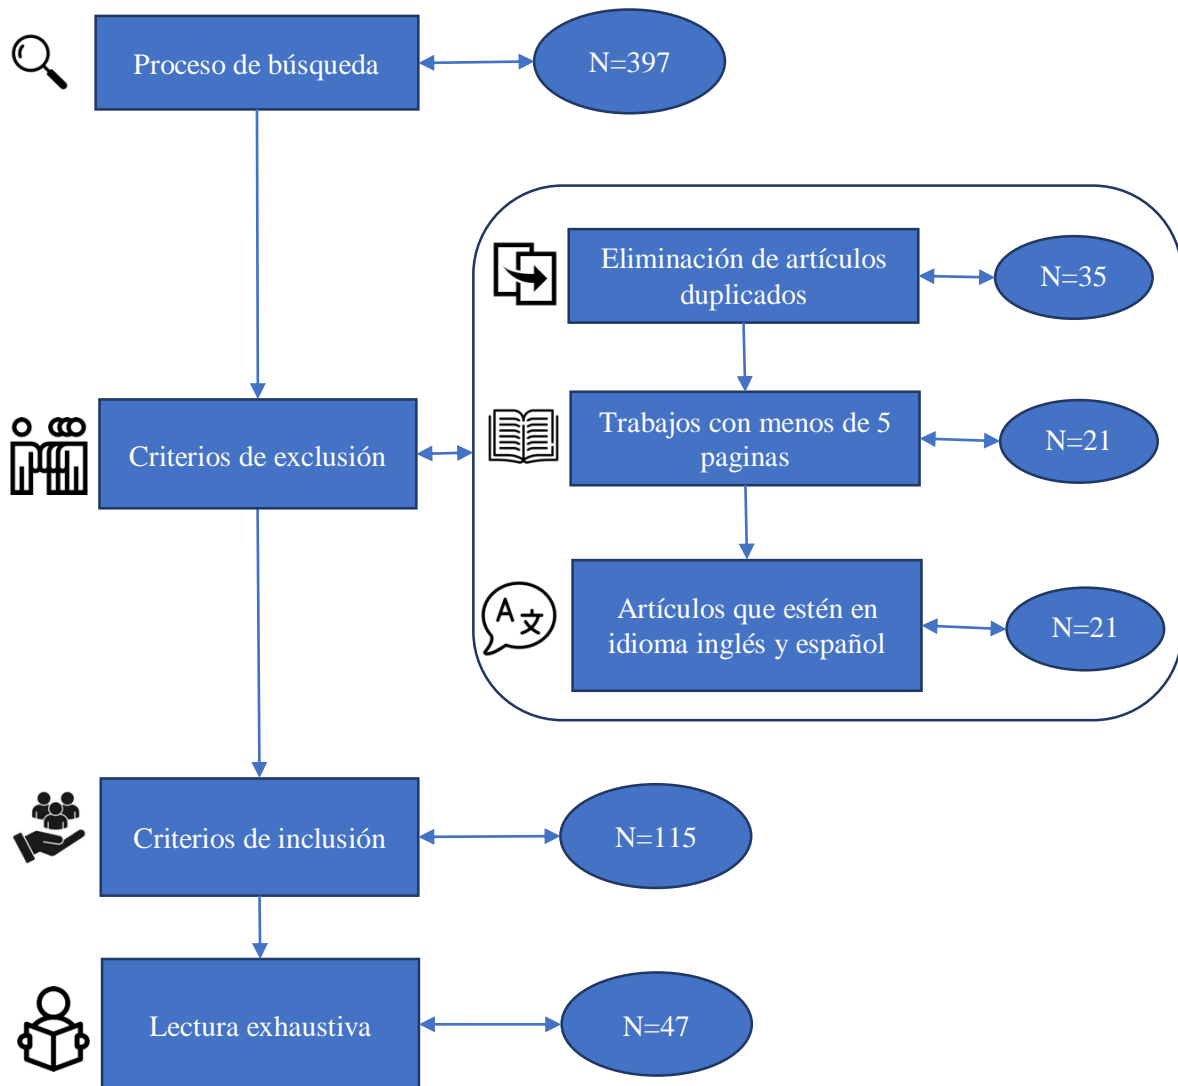 Proceso de búsqueda
N=397
Eliminación de artículos
duplicados
N=35
Trabajos con menos de 5
paginas
N=21
Criterios de exclusión
Artículos que estén en
idioma inglés y español
N=21
A 文
Criterios de inclusión
N=115
Lectura exhaustiva
N=47